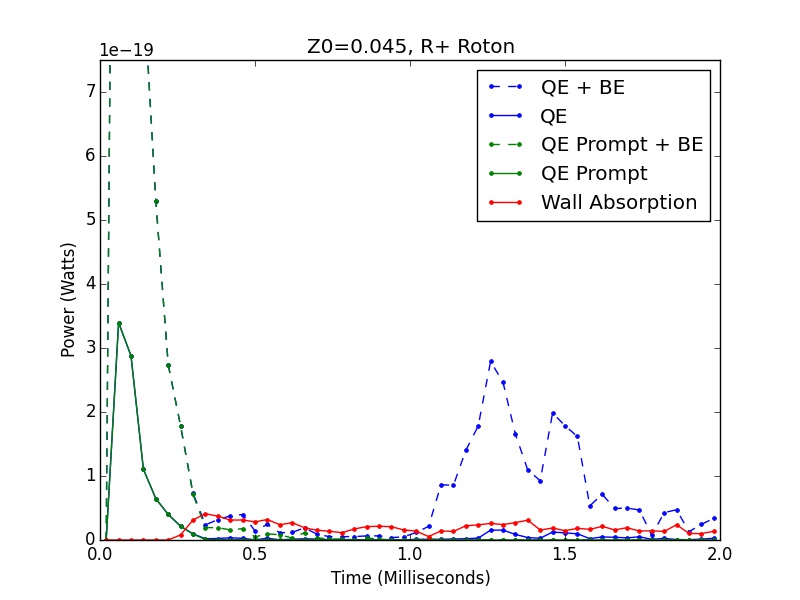 Z0=0.045, R+ Roton
1e−19
QE + BE
QE
QE Prompt + BE
QE Prompt
Wall Absorption
7
6
5
4
3
2
1
0
Power (Watts)
0.0 0.5 1.0 1.5 2.0
Time (Milliseconds)